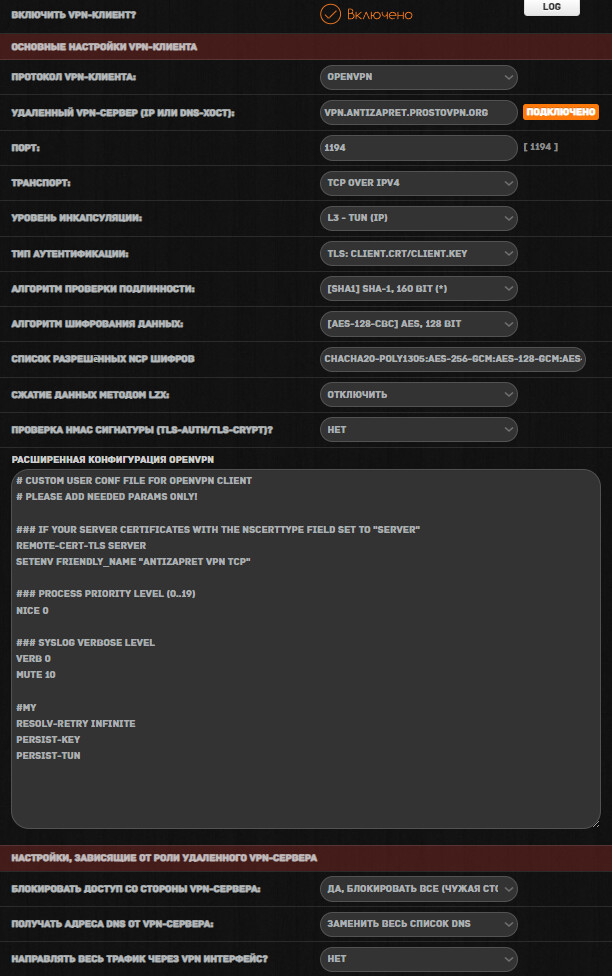 LOG
ВКЛЮЧИТЬ VPN-КЛИЕНТ? Включено
ОСНОВНЫЕ НАСТРОЙКИ VPN-КЛИЕНТА
ПРОТОКОЛ VPN-КЛИЕНТА: OPENVPN
УДАЛЕННЫЙ VPN-СЕРВЕР (IP ИЛИ DNS-ХОСТ): VPN.ANTIZAPRET.PROSTOVPN.ORG ПОДКЛЮЧЕНО
ПОРТ: 1194 [ 1194 ]
ТРАНСПОРТ: TCP OVER IPV4
УРОВЕНЬ ИНКАПСУЛЯЦИИ: L3 - TUN (IP)
ТИП АУТЕНТИФИКАЦИИ: TLS: CLIENT.CRT/CLIENT.KEY
АЛГОРИТМ ПРОВЕРКИ ПОДЛИННОСТИ: [SHA1] SHA-1, 160 BIT (*)
АЛГОРИТМ ШИФРОВАНИЯ ДАННЫХ: [AES-128-CBC] AES, 128 BIT
СПИСОК РАЗРЕШёННЫХ NCP ШИФРОВ CHACHA20-POLY1305:AES-256-GCM:AES-128-GCM:AES-
СЖАТИЕ ДАННЫХ МЕТОДОМ LZX: ОТКЛЮЧИТЬ
ПРОВЕРКА HMAC СИГНАТУРЫ (TLS-AUTH/TLS-CRYPT)? НЕТ
РАСШИРЕННАЯ КОНФИГУРАЦИЯ OPENVPN
# CUSTOM USER CONF FILE FOR OPENVPN CLIENT
# PLEASE ADD NEEDED PARAMS ONLY!
### IF YOUR SERVER CERTIFICATES WITH THE NSCERTTYPE FIELD SET TO "SERVER"
REMOTE-CERT-TLS SERVER
SETENV FRIENDLY_NAME "ANTIZAPRET VPN TCP"
### PROCESS PRIORITY LEVEL (0..19)
NICE 0
### SYSLOG VERBOSE LEVEL
VERB 0
MUTE 10
#MY
RESOLV-RETRY INFINITE
PERSIST-KEY
PERSIST-TUN
НАСТРОЙКИ, ЗАВИСЯЩИЕ ОТ РОЛИ УДАЛЕННОГО VPN-СЕРВЕРА
БЛОКИРОВАТЬ ДОСТУП СО СТОРОНЫ VPN-СЕРВЕРА: ДА, БЛОКИРОВАТЬ ВСЕ (ЧУЖАЯ СТО
ПОЛУЧАТЬ АДРЕСА DNS ОТ VPN-СЕРВЕРА: ЗАМЕНИТЬ ВЕСЬ СПИСОК DNS
НАПРАВЛЯТЬ ВЕСЬ ТРАФИК ЧЕРЕЗ VPN ИНТЕРФЕЙС? НЕТ